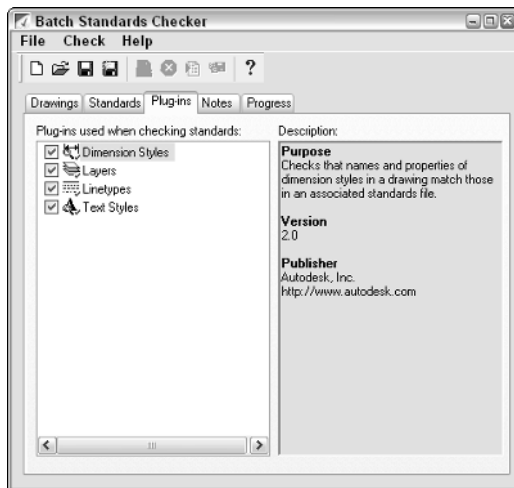 Batch Standards Checker
File Check Help
?
Drawings Standards Plug-ins Notes Progress
Plug-ins used when checking standards:
Dimension Styles
Layers
Linetypes
Text Styles
Description:
Purpose
Checks that names and properties of
dimension styles in a drawing match those
in an associated standards file.
Version
2.0
Publisher
Autodesk, Inc.
http://www.autodesk.com